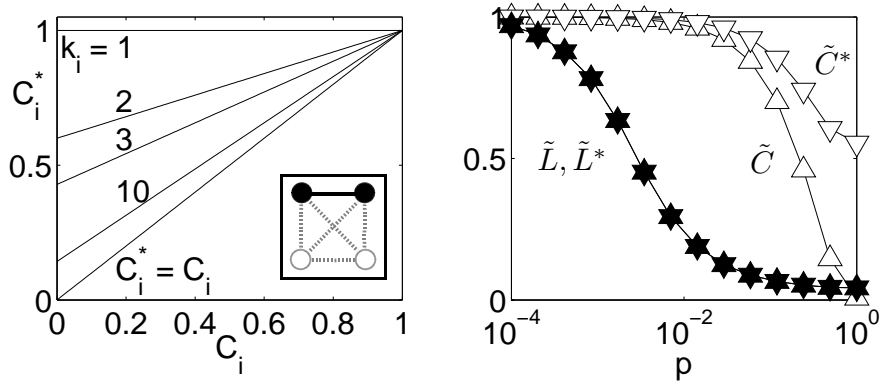 1
k_i = 1
C_i^*
2
3
0.5
10
C_i^* = C_i
0
0 0.2 0.4 0.6 0.8 1
C_i
1
C̃^*
0.5
L̃, L̃^*
C̃
0
10^−4 10^−2 10^0
p